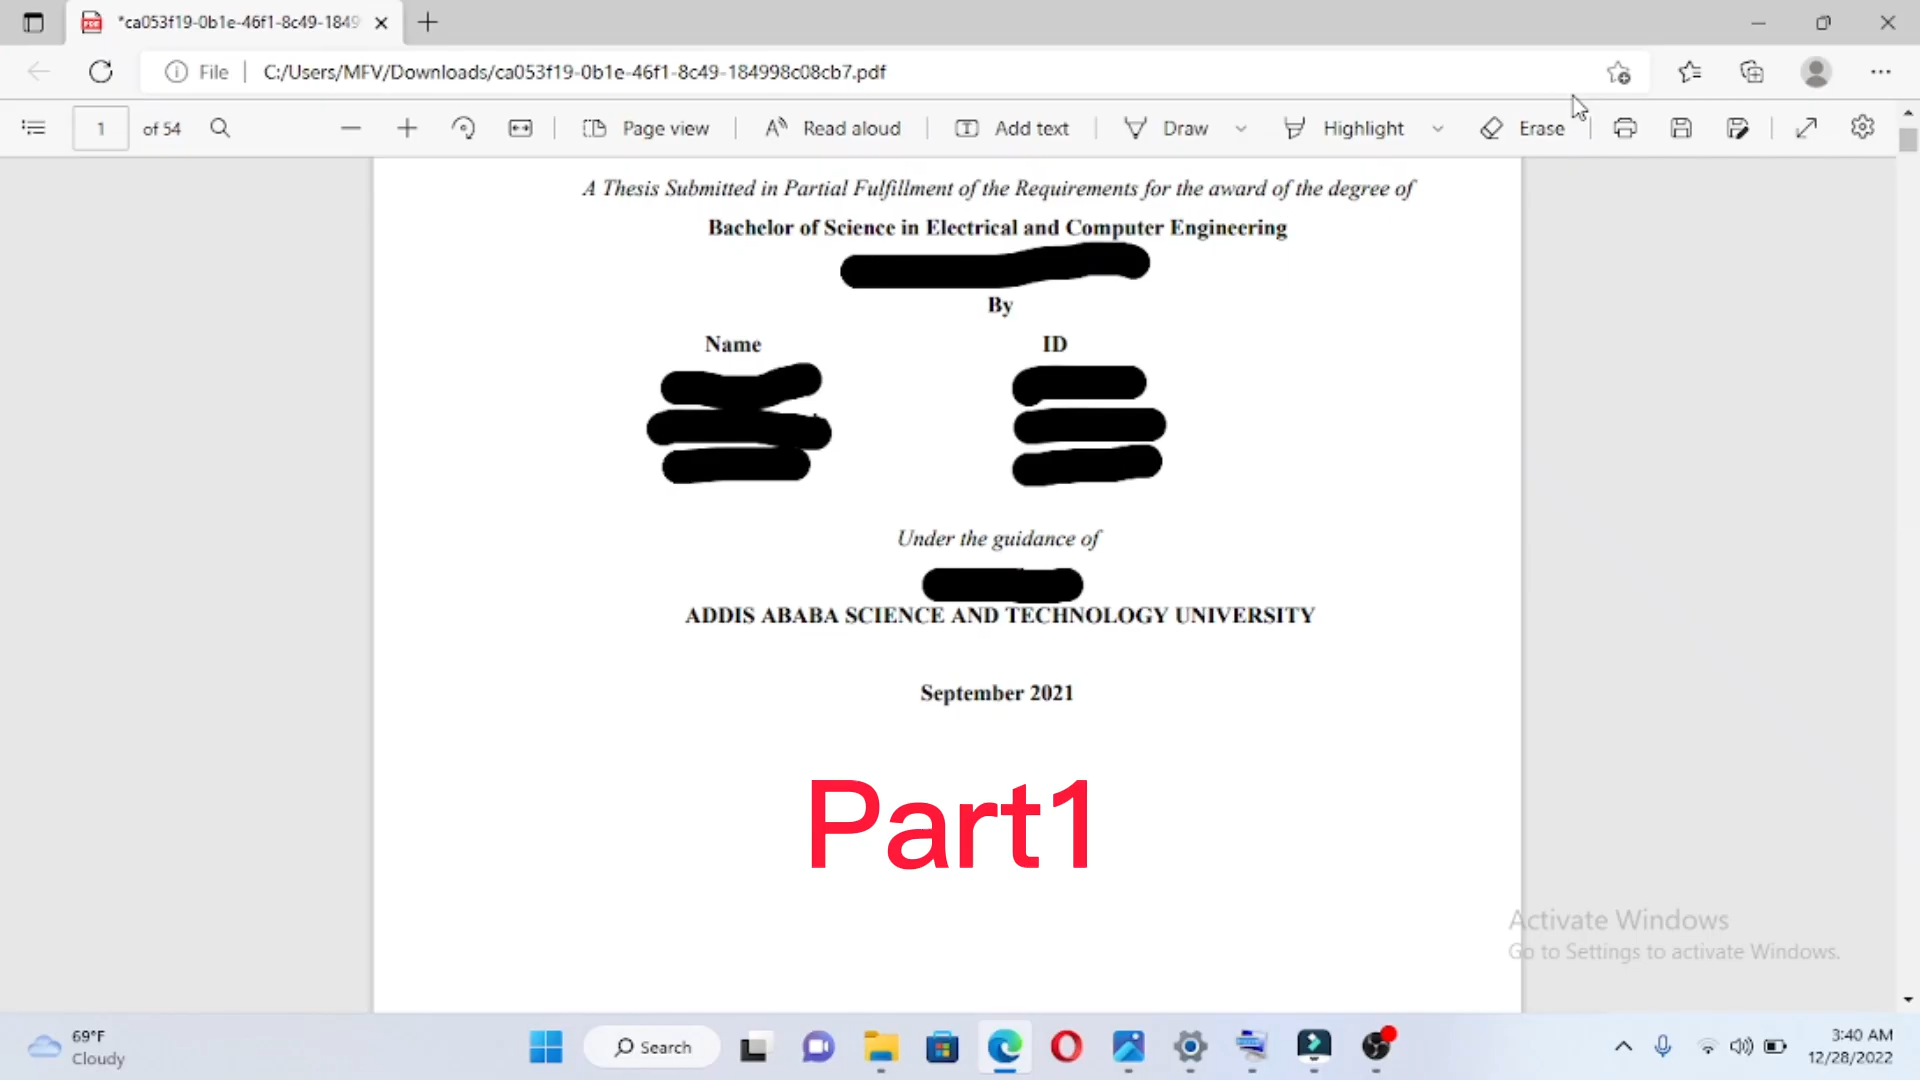 *ca053f19-0b1e-46f1-8c49-1849
File
C:/Users/MFV/Downloads/ca053f19-0b1e-46f1-8c49-184998c08cb7.pdf
1 of 54
Page view
Read aloud
Add text
Draw
Highlight
Erase
A Thesis Submitted in Partial Fulfillment of the Requirements for the award of the degree of
Bachelor of Science in Electrical and Computer Engineering
By
Name ID
Under the guidance of
ADDIS ABABA SCIENCE AND TECHNOLOGY UNIVERSITY
September 2021
Part1
Activate Windows
Go to Settings to activate Windows.
69°F
Cloudy
Search
3:40 AM
12/28/2022